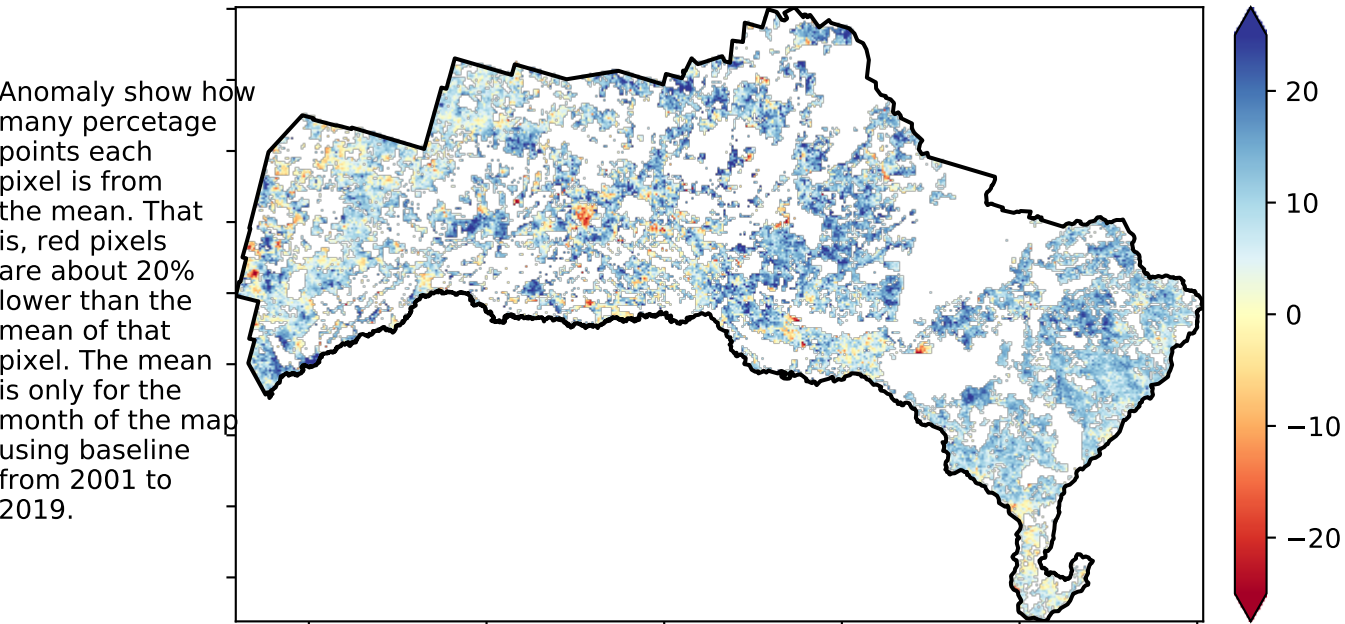 Anomaly show how
many percetage
points each
pixel is from
the mean. That
is, red pixels
are about 20%
lower than the
mean of that
pixel. The mean
is only for the
month of the map
using baseline
from 2001 to
2019.
20
10
0
−10
−20